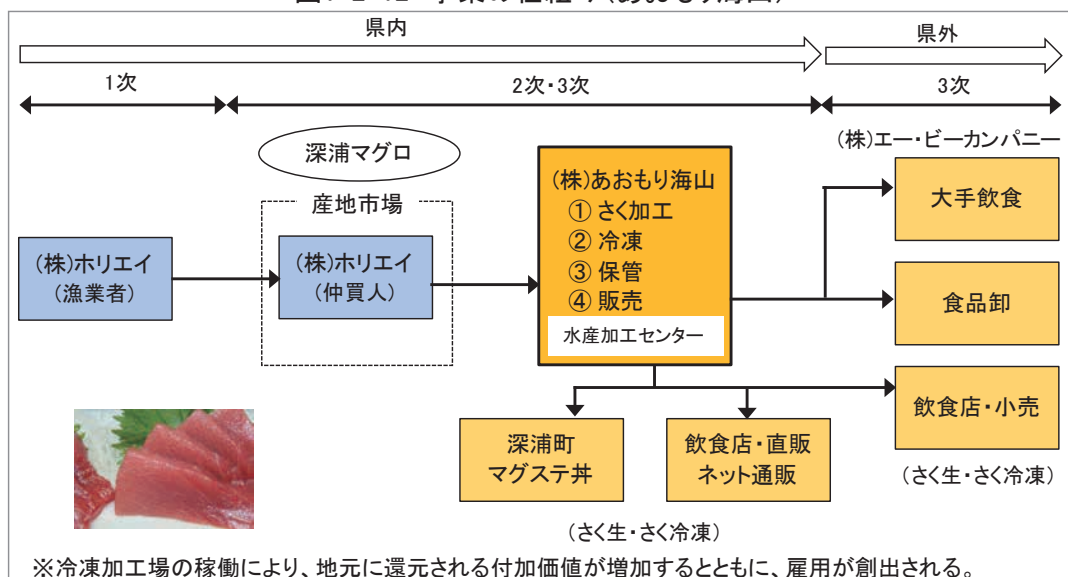 県内
県外
1次
2次・3次
3次
深浦マグロ
(株)エー・ビーカンパニー
産地市場
(株)ホリエイ
(漁業者)
(株)ホリエイ
(仲買人)
(株)あおもり海山
① さく加工
② 冷凍
③ 保管
④ 販売
水産加工センター
大手飲食
食品卸
飲食店・小売
(さく生・さく冷凍)
深浦町
マグステ丼
飲食店・直販
ネット通販
(さく生・さく冷凍)
※冷凍加工場の稼働により、地元に還元される付加価値が増加するとともに、雇用が創出される。